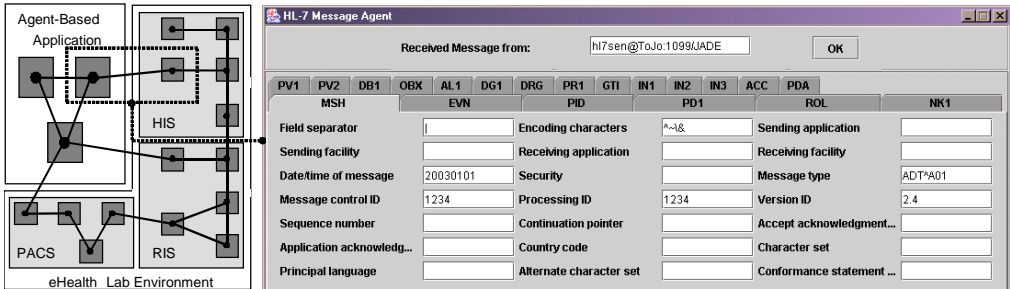 Agent-Based
Application
HIS
PACS
RIS
eHealth Lab Environment
HL-7 Message Agent
Received Message from: hl7sen@ToJo:1099/JADE OK
PV1 PV2 DB1 OBX AL1 DG1 DRG PR1 GTI IN1 IN2 IN3 ACC PDA
MSH EVN PID PD1 ROL NK1
Field separator | Encoding characters ^~\& Sending application
Sending facility Receiving application Receiving facility
Date/time of message 20030101 Security Message type ADT^A01
Message control ID 1234 Processing ID 1234 Version ID 2.4
Sequence number Continuation pointer Accept acknowledgment...
Application acknowledg... Country code Character set
Principal language Alternate character set Conformance statement ...